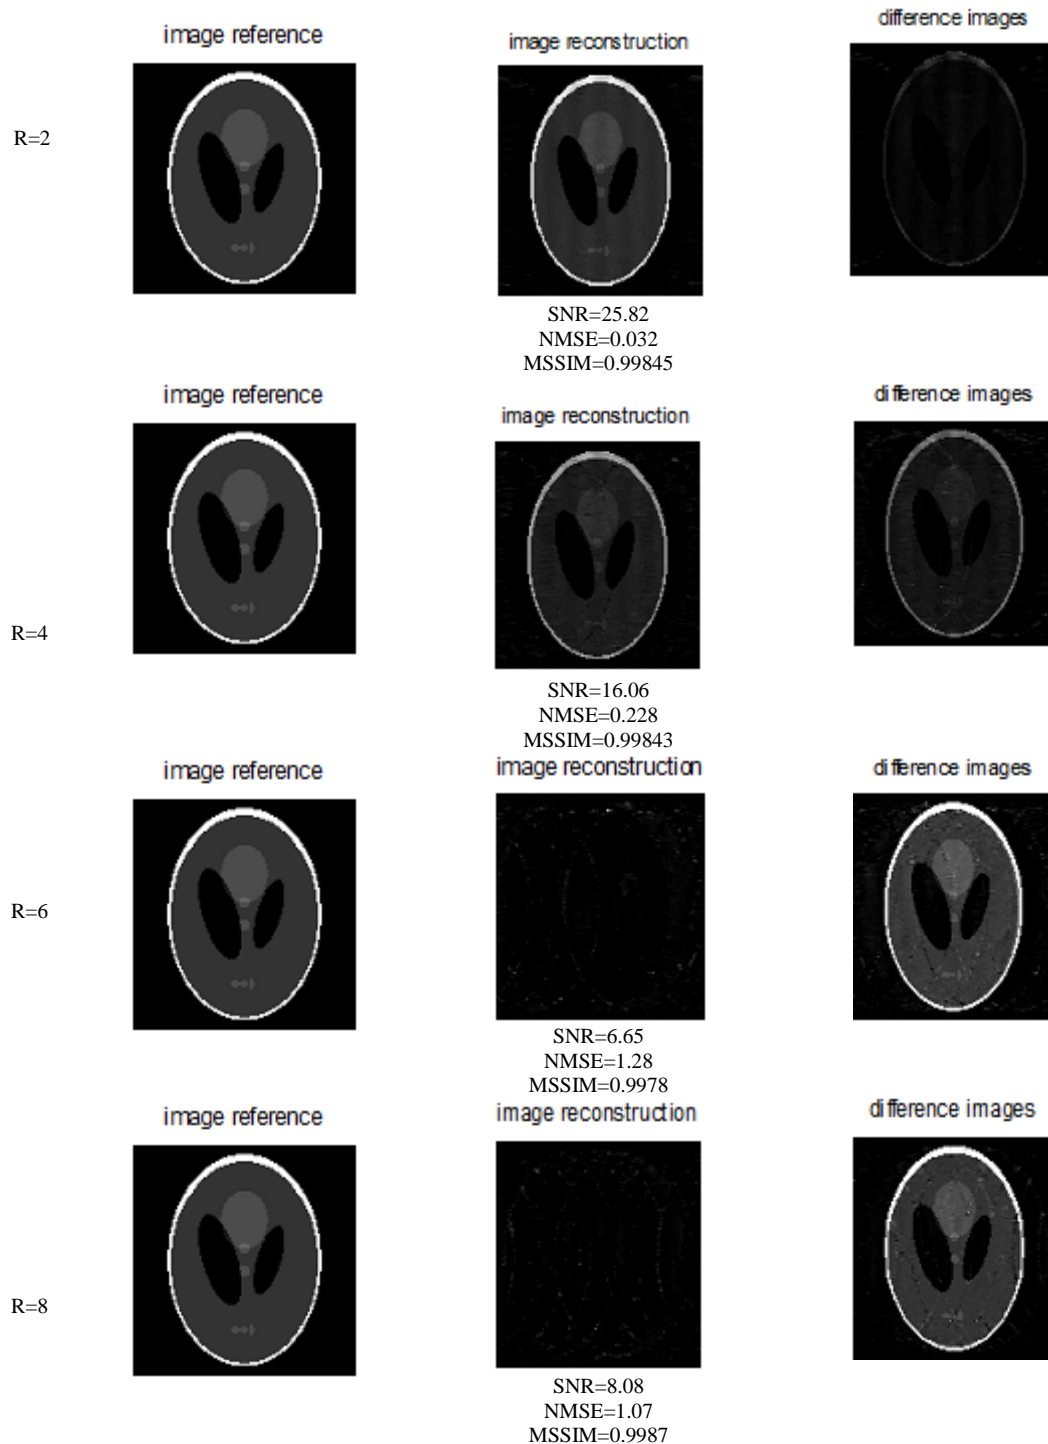 image reference
image reconstruction
difference images
R=2
SNR=25.82
NMSE=0.032
MSSIM=0.99845
image reference
image reconstruction
difference images
R=4
SNR=16.06
NMSE=0.228
MSSIM=0.99843
image reference
image reconstruction
difference images
R=6
SNR=6.65
NMSE=1.28
MSSIM=0.9978
image reference
image reconstruction
difference images
R=8
SNR=8.08
NMSE=1.07
MSSIM=0.9987